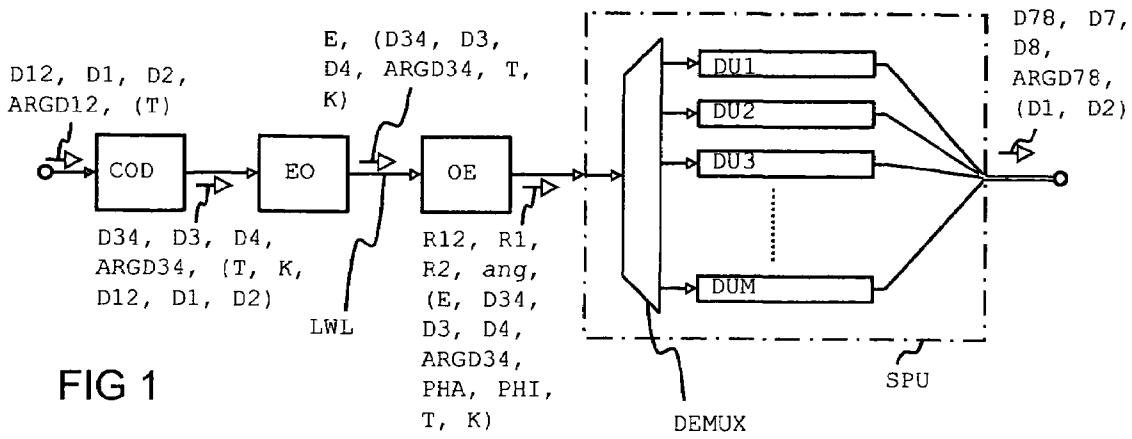 D12, D1, D2,
ARGD12, (T)
COD
D34, D3, D4,
ARGD34, (T, K,
D12, D1, D2)
EO
E, (D34, D3,
D4, ARGD34, T,
K)
LWL
OE
R12, R1,
R2, ang,
(E, D34,
D3, D4,
ARGD34,
PHA, PHI,
T, K)
DU1
DU2
DU3
DUM
DEMUX
SPU
D78, D7,
D8,
ARGD78,
(D1, D2)
FIG 1